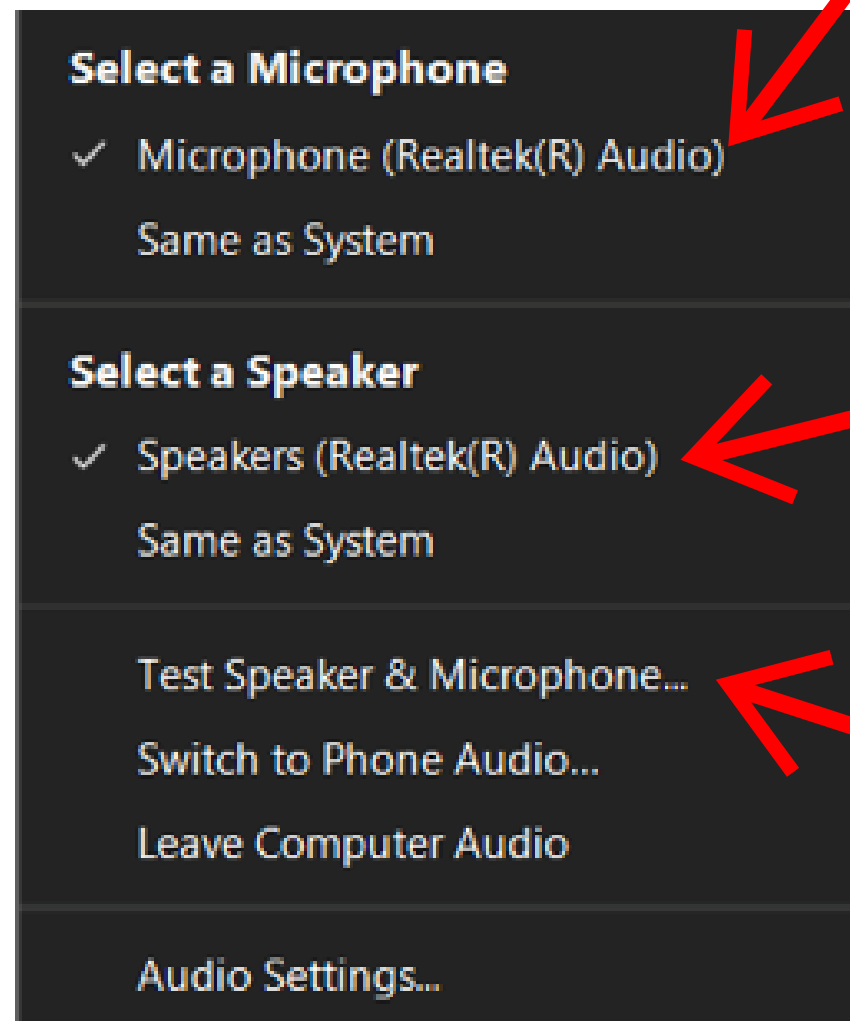 Select a Microphone
✓ Microphone (Realtek(R) Audio)
Same as System
Select a Speaker
✓ Speakers (Realtek(R) Audio)
Same as System
Test Speaker & Microphone...
Switch to Phone Audio...
Leave Computer Audio
Audio Settings...